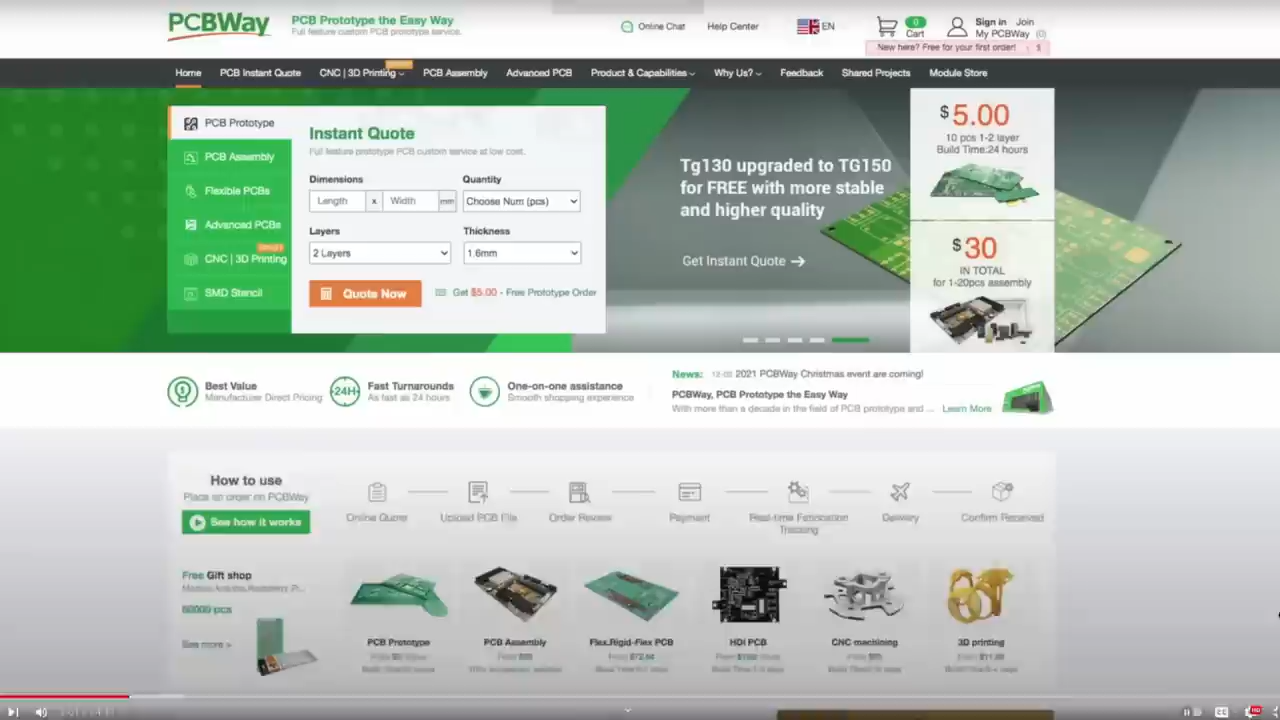 PCBWay
PCB Prototype the Easy Way
Full feature custom PCB prototype service.
Online Chat
Help Center
EN
0
Cart
Sign in Join
My PCBWay (0)
New here? Free for your first order!
Home
PCB Instant Quote
CNC | 3D Printing
PCB Assembly
Advanced PCB
Product & Capabilities
Why Us?
Feedback
Shared Projects
Module Store
PCB Prototype
PCB Assembly
Flexible PCBs
Advanced PCBs
CNC | 3D Printing
SMD Stencil
Instant Quote
Full feature prototype PCB custom service at low cost.
Dimensions
Quantity
Length x Width mm
Choose Num (pcs)
Layers
Thickness
2 Layers
1.6mm
Quote Now
Get $5.00 - Free Prototype Order
Tg130 upgraded to TG150
for FREE with more stable
and higher quality
Get Instant Quote →
$5.00
10 pcs 1-2 layer
Build Time:24 hours
$30
IN TOTAL
for 1-20pcs assembly
Best Value
Manufacturer Direct Pricing
24H+
Fast Turnarounds
As fast as 24 hours
One-on-one assistance
Smooth shopping experience
News: 2021 PCBWay Christmas event are coming!
PCBWay, PCB Prototype the Easy Way
With more than a decade in the field of PCB prototype and ... Learn More
How to use
Place an order on PCBWay
See how it works
Online Quote
Upload PCB File
Order Review
Payment
Real-time Fabrication
Tracking
Delivery
Confirm Received
Free Gift shop
See more »
PCB Prototype
PCB Assembly
Flex,Rigid-Flex PCB
HDI PCB
CNC machining
3D printing
CC
HD